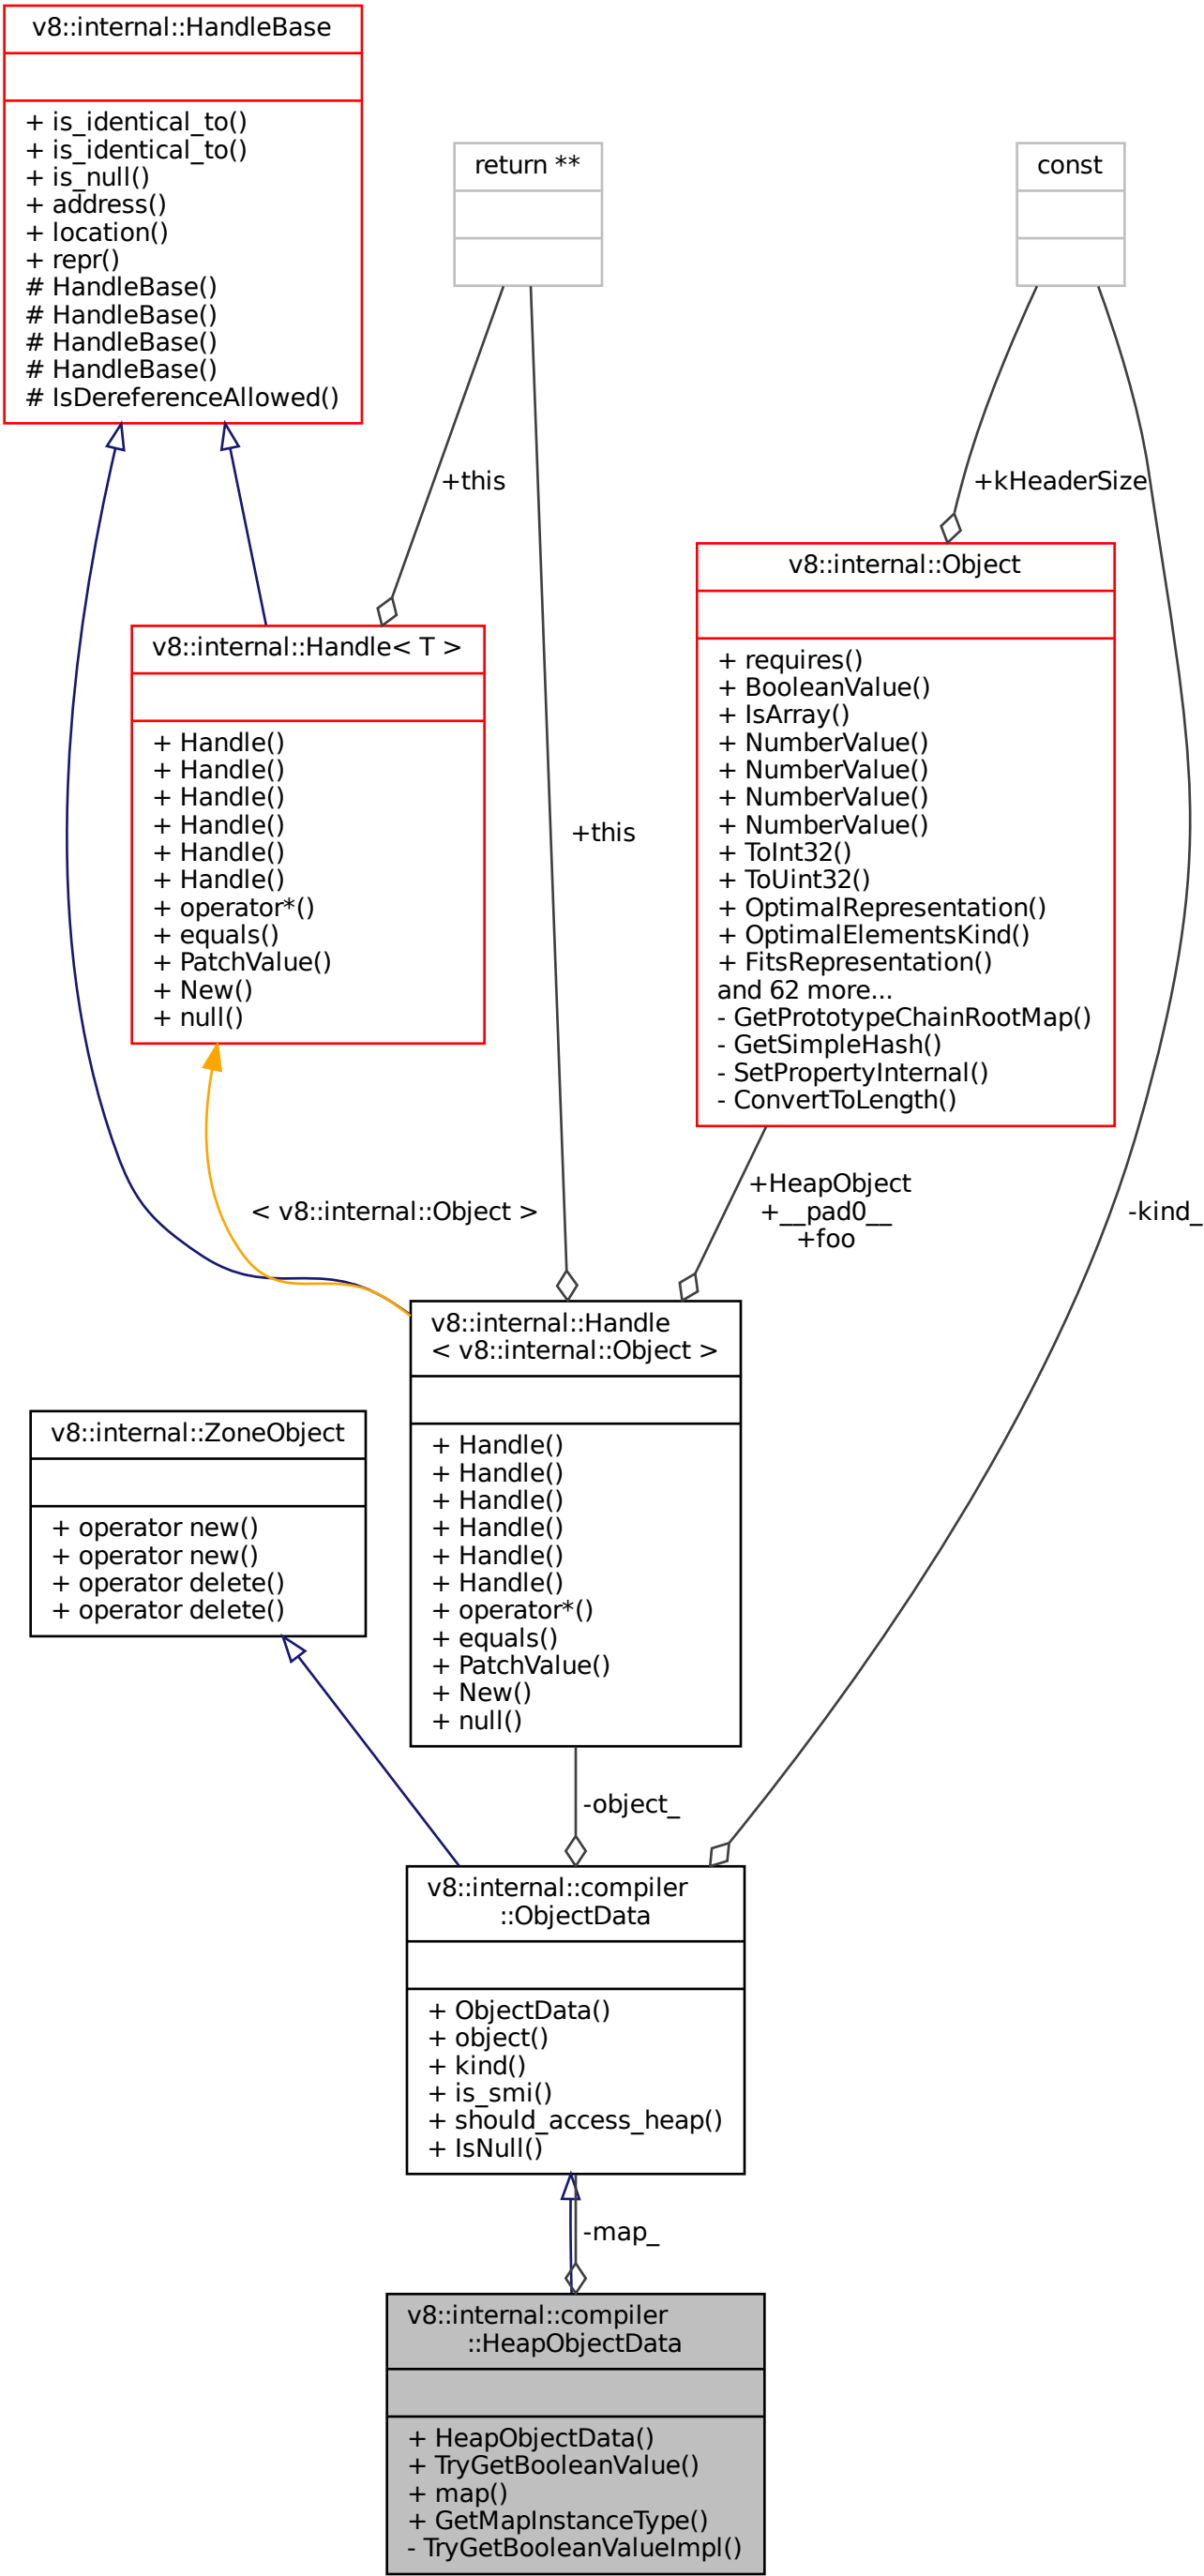 v8::internal::HandleBase
+ is_identical_to()
+ is_identical_to()
+ is_null()
+ address()
+ location()
+ repr()
# HandleBase()
# HandleBase()
# HandleBase()
# HandleBase()
# IsDereferenceAllowed()
return **
const
+this
+kHeaderSize
v8::internal::Object
+ requires()
+ BooleanValue()
+ IsArray()
+ NumberValue()
+ NumberValue()
+ NumberValue()
+ NumberValue()
+ ToInt32()
+ ToUint32()
+ OptimalRepresentation()
+ OptimalElementsKind()
+ FitsRepresentation()
and 62 more...
- GetPrototypeChainRootMap()
- GetSimpleHash()
- SetPropertyInternal()
- ConvertToLength()
v8::internal::Handle< T >
+ Handle()
+ Handle()
+ Handle()
+ Handle()
+ Handle()
+ Handle()
+ operator*()
+ equals()
+ PatchValue()
+ New()
+ null()
+this
< v8::internal::Object >
+HeapObject
+__pad0__
+foo
-kind_
v8::internal::Handle
< v8::internal::Object >
+ Handle()
+ Handle()
+ Handle()
+ Handle()
+ Handle()
+ Handle()
+ operator*()
+ equals()
+ PatchValue()
+ New()
+ null()
v8::internal::ZoneObject
+ operator new()
+ operator new()
+ operator delete()
+ operator delete()
-object_
v8::internal::compiler
::ObjectData
+ ObjectData()
+ object()
+ kind()
+ is_smi()
+ should_access_heap()
+ IsNull()
-map_
v8::internal::compiler
::HeapObjectData
+ HeapObjectData()
+ TryGetBooleanValue()
+ map()
+ GetMapInstanceType()
- TryGetBooleanValueImpl()